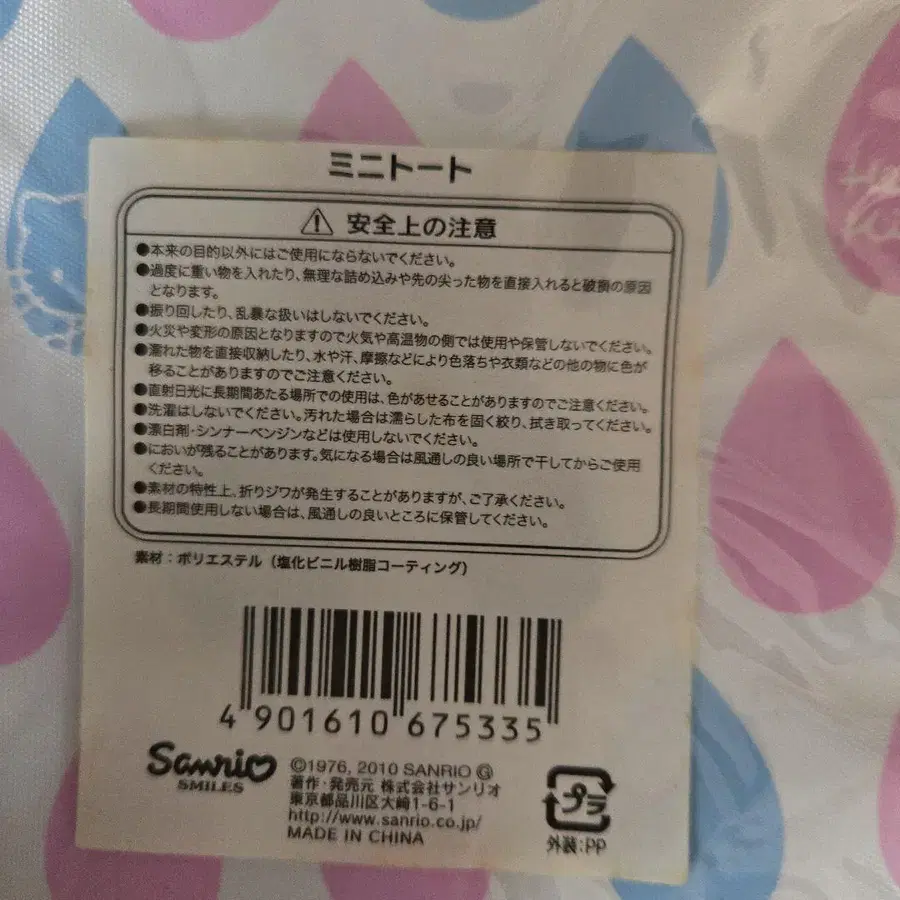 ミニトート
安全上の注意
●本来の目的以外にはご使用にならないでください。
●過度に重い物を入れたり、無理な詰め込みや先の尖った物を直接入れると破損の原因
となります。
●振り回したり、乱暴な扱いはしないでください。
●火災や変形の原因となりますので火気や高温物の側では使用や保管しないでください。
●濡れた物を直接収納したり、水や汗、摩擦などにより色落ちや衣類などの他の物に色が
移ることがありますのでご注意ください。
●直射日光に長期間あたる場所での使用は、色があせることがありますのでご注意ください。
●洗濯はしないでください。汚れた場合は濡らした布を固く絞り、拭き取ってください。
●漂白剤・シンナーベンジンなどは使用しないでください。
●においが残ることがあります。気になる場合は風通しの良い場所で干してからご使用
ください。
●素材の特性上、折りジワが発生することがありますが、ご了承ください。
●長期間使用しない場合は、風通しの良いところに保管してください。
素材：ポリエステル（塩化ビニル樹脂コーティング）
4 901610 675335
Sanrio
SMILES
©1976, 2010 SANRIO Ⓖ
著作・発売元 株式会社サンリオ
東京都品川区大崎1-6-1
http://www.sanrio.co.jp/
MADE IN CHINA
プラ
外装:PP